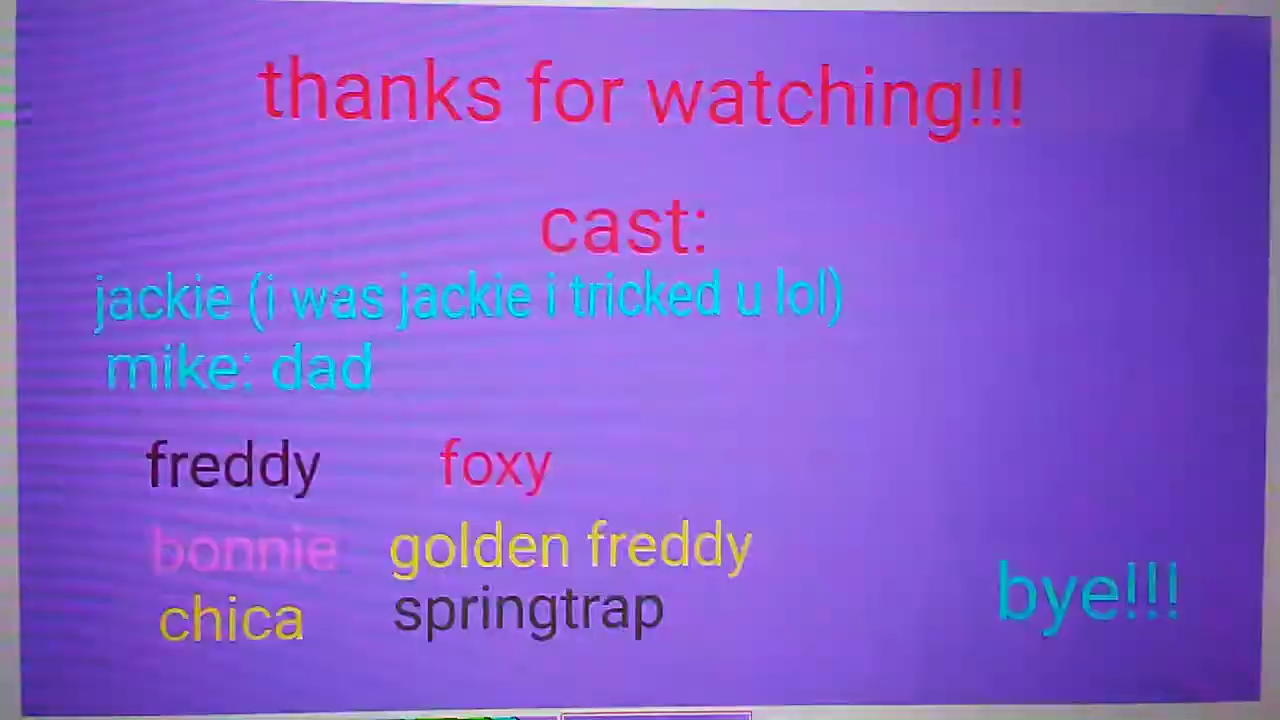 thanks for watching!!!
cast:
jackie (i was jackie i tricked u lol)
mike: dad
freddy foxy
bonnie golden freddy
chica springtrap
bye!!!